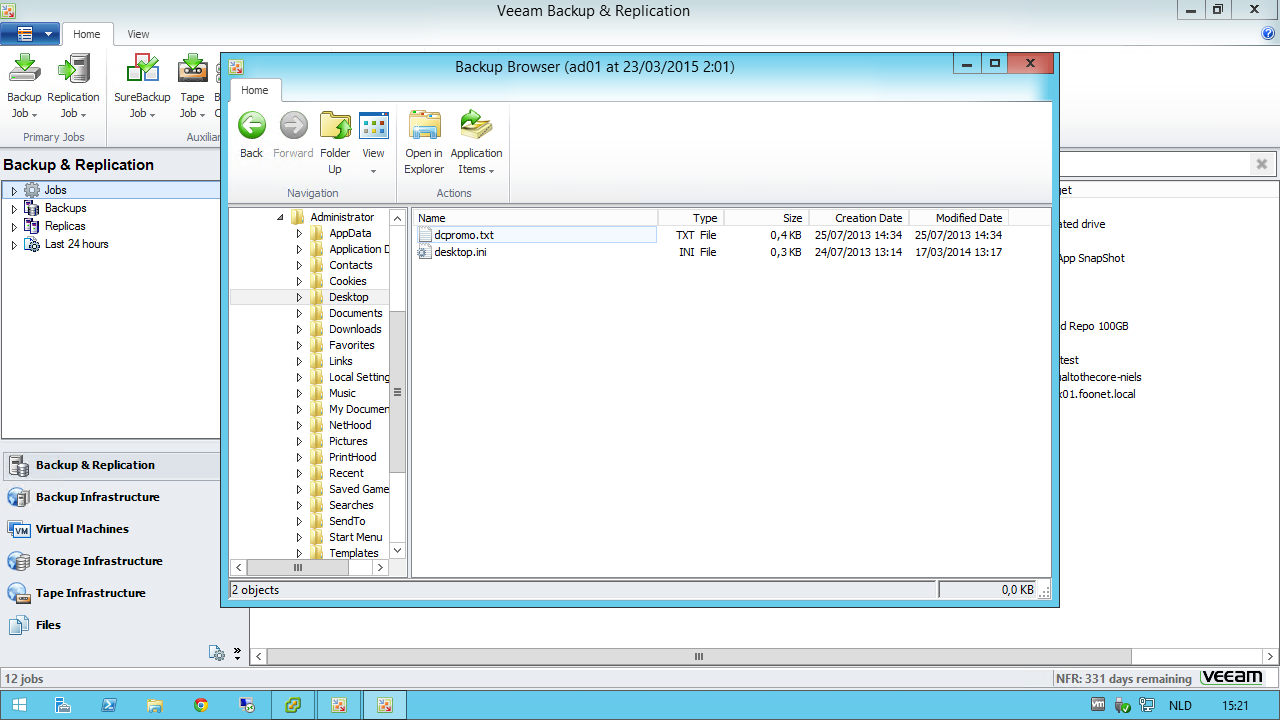 Veeam Backup & Replication
Home View
Backup Job
Replication Job
SureBackup Job
Tape Job
Primary Jobs
Auxilia
Backup Browser (ad01 at 23/03/2015 2:01)
Home
Back
Forward
Folder Up
View
Open in Explorer
Application Items
Navigation
Actions
Backup & Replication
Jobs
Backups
Replicas
Last 24 hours
Administrator
AppData
Application D
Contacts
Cookies
Desktop
Documents
Downloads
Favorites
Links
Local Setting
Music
My Documen
NetHood
Pictures
PrintHood
Recent
Saved Game
Searches
SendTo
Start Menu
Templates
Name Type Size Creation Date Modified Date
dcpromo.txt TXT File 0,4 KB 25/07/2013 14:34 25/07/2013 14:34
desktop.ini INI File 0,3 KB 24/07/2013 13:14 17/03/2014 13:17
2 objects 0,0 KB
get
ated drive
App SnapShot
d Repo 100GB
test
altothecore-niels
x01.foonet.local
Backup & Replication
Backup Infrastructure
Virtual Machines
Storage Infrastructure
Tape Infrastructure
Files
12 jobs
NFR: 331 days remaining veeAM
NLD 15:21